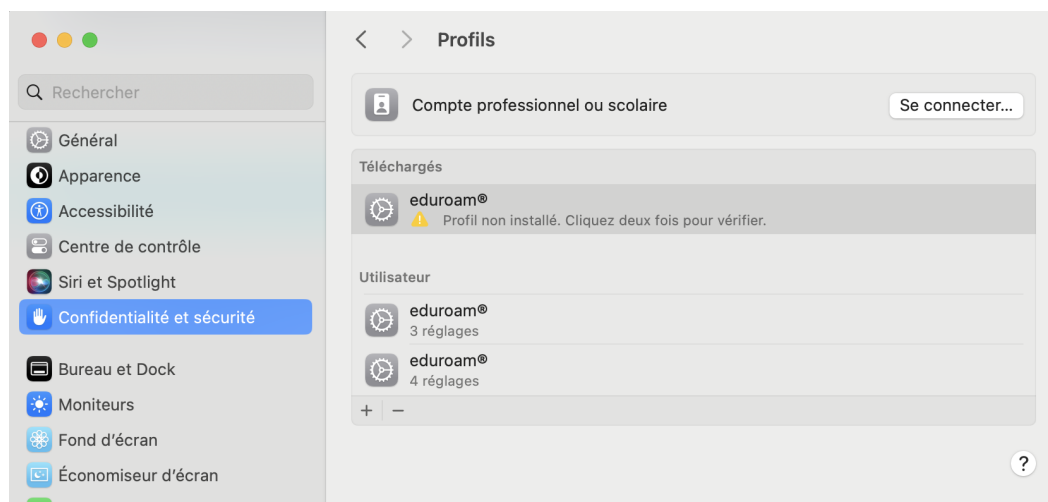 Profils
Rechercher
Général
Apparence
Accessibilité
Centre de contrôle
Siri et Spotlight
Confidentialité et sécurité
Bureau et Dock
Moniteurs
Fond d'écran
Économiseur d'écran
Compte professionnel ou scolaire
Se connecter...
Téléchargés
eduroam®
Profil non installé. Cliquez deux fois pour vérifier.
Utilisateur
eduroam®
3 réglages
eduroam®
4 réglages
+ −
?